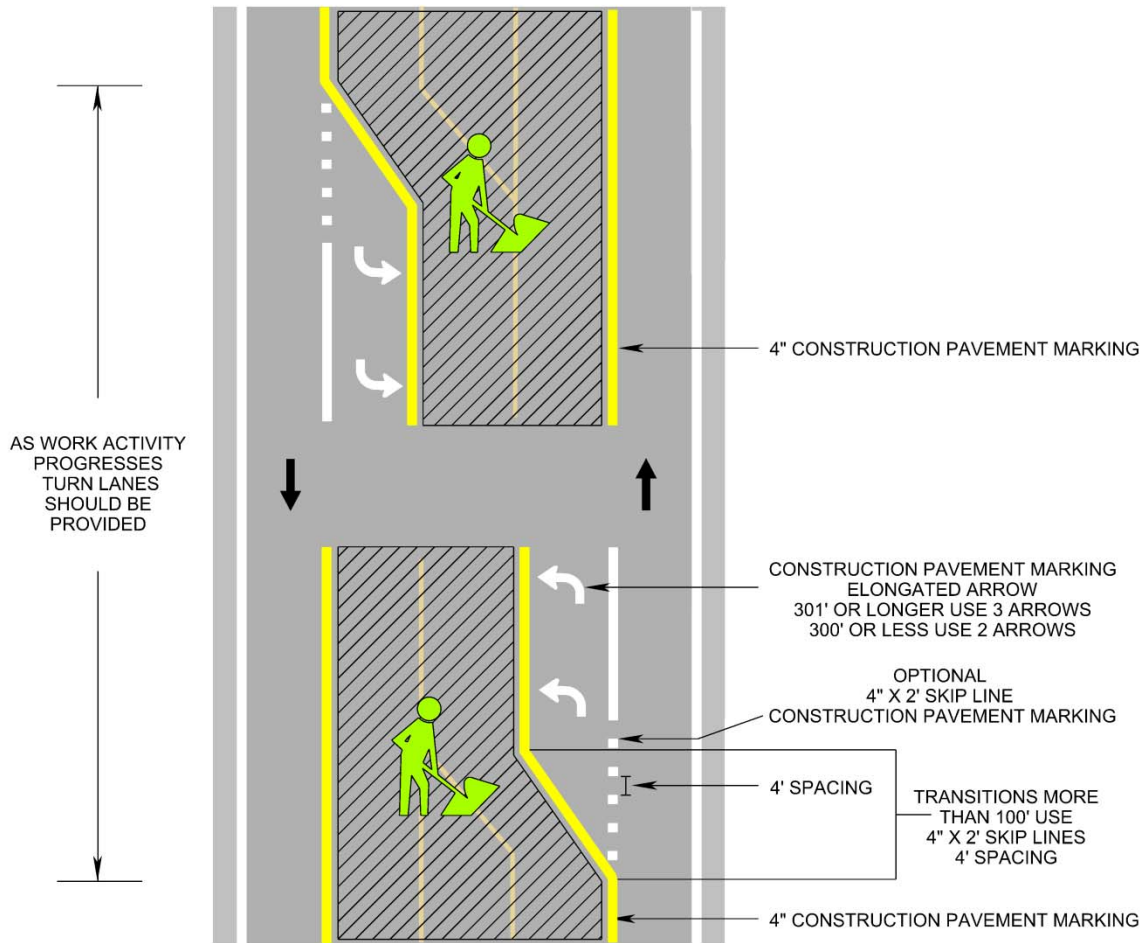 4" CONSTRUCTION PAVEMENT MARKING
AS WORK ACTIVITY
PROGRESSES
TURN LANES
SHOULD BE
PROVIDED
CONSTRUCTION PAVEMENT MARKING
ELONGATED ARROW
301' OR LONGER USE 3 ARROWS
300' OR LESS USE 2 ARROWS
OPTIONAL
4" X 2' SKIP LINE
CONSTRUCTION PAVEMENT MARKING
4' SPACING
TRANSITIONS MORE
THAN 100' USE
4" X 2' SKIP LINES
4' SPACING
4" CONSTRUCTION PAVEMENT MARKING